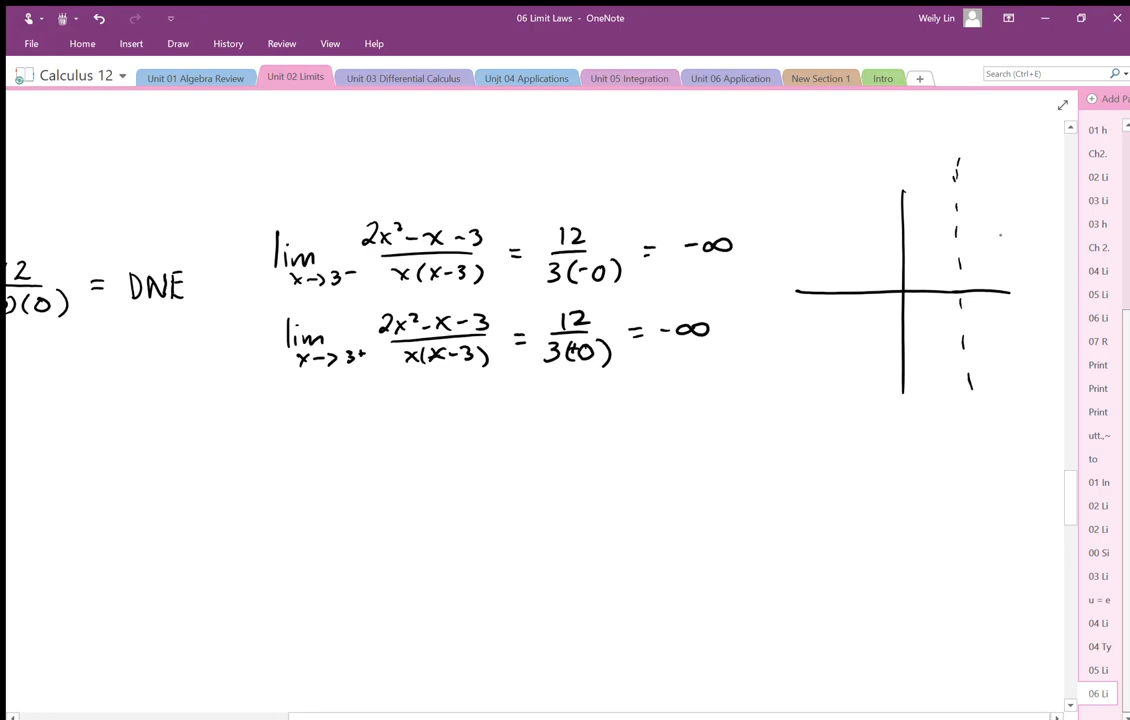 06 Limit Laws - OneNote
Weily Lin
File Home Insert Draw History Review View Help
Calculus 12
Unit 01 Algebra Review
Unit 02 Limits
Unit 03 Differential Calculus
Unit 04 Applications
Unit 05 Integration
Unit 06 Application
New Section 1
Intro
Search (Ctrl+E)
Add Pa
01 h
Ch2.
02 Li
03 Li
03 h
Ch 2.
04 Li
05 Li
06 Li
07 R
Print
Print
Print
utt.,~
to
01 In
02 Li
02 Li
00 Si
03 Li
u = e
04 Li
04 Ty
05 Li
06 Li
2/(0) = DNE
lim x→3⁻ (2x² - x - 3)/(x(x-3)) = 12/(3(-0)) = -∞
lim x→3⁺ (2x² - x - 3)/(x(x-3)) = 12/(3(+0)) = -∞